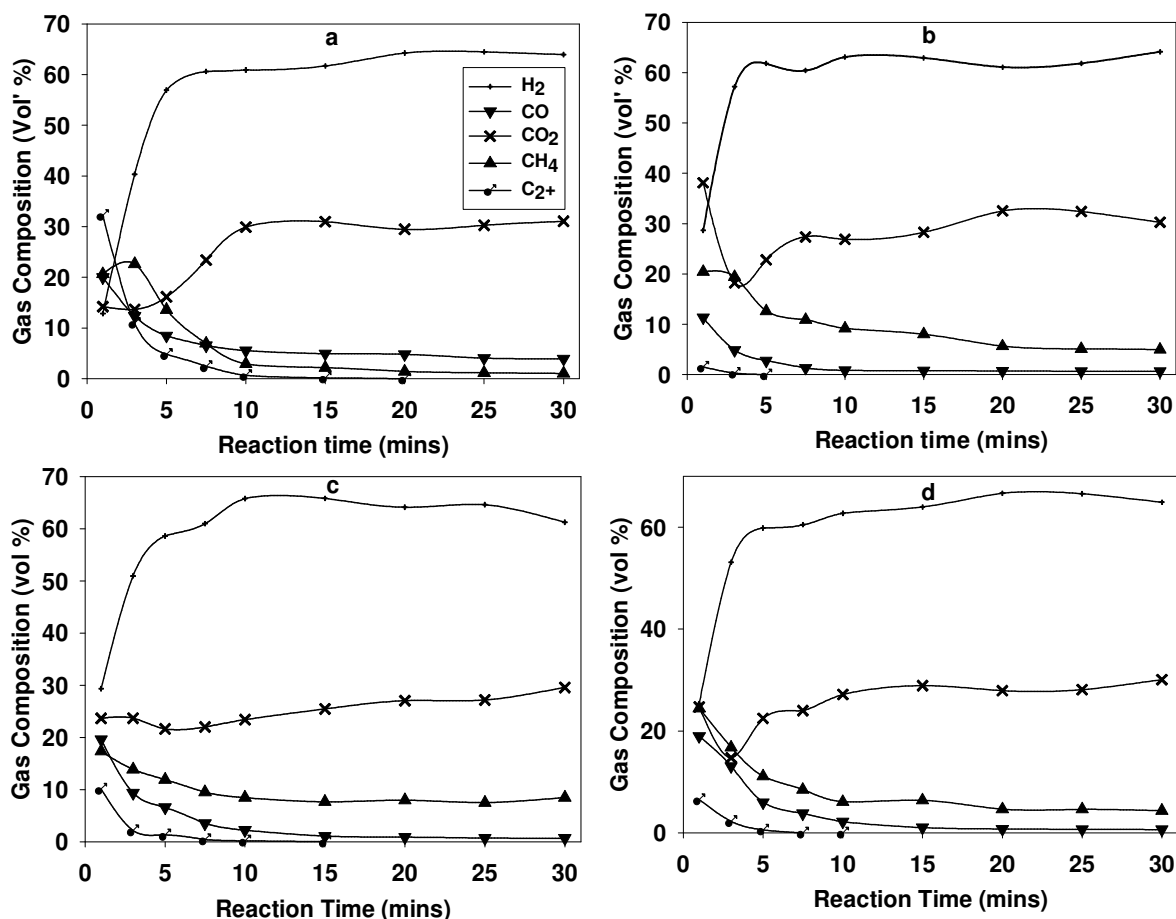 a
Gas Composition (Vol' %)
70
60
50
40
30
20
10
0
H2
CO
CO2
CH4
C2+
0 5 10 15 20 25 30
Reaction time (mins)
b
Gas Composition (vol' %)
70
60
50
40
30
20
10
0
0 5 10 15 20 25 30
Reaction time (mins)
c
Gas Composition (vol %)
70
60
50
40
30
20
10
0
0 5 10 15 20 25 30
Reaction Time (mins)
d
Gas Composition (vol %)
60
40
20
0
0 5 10 15 20 25 30
Reaction Time (mins)